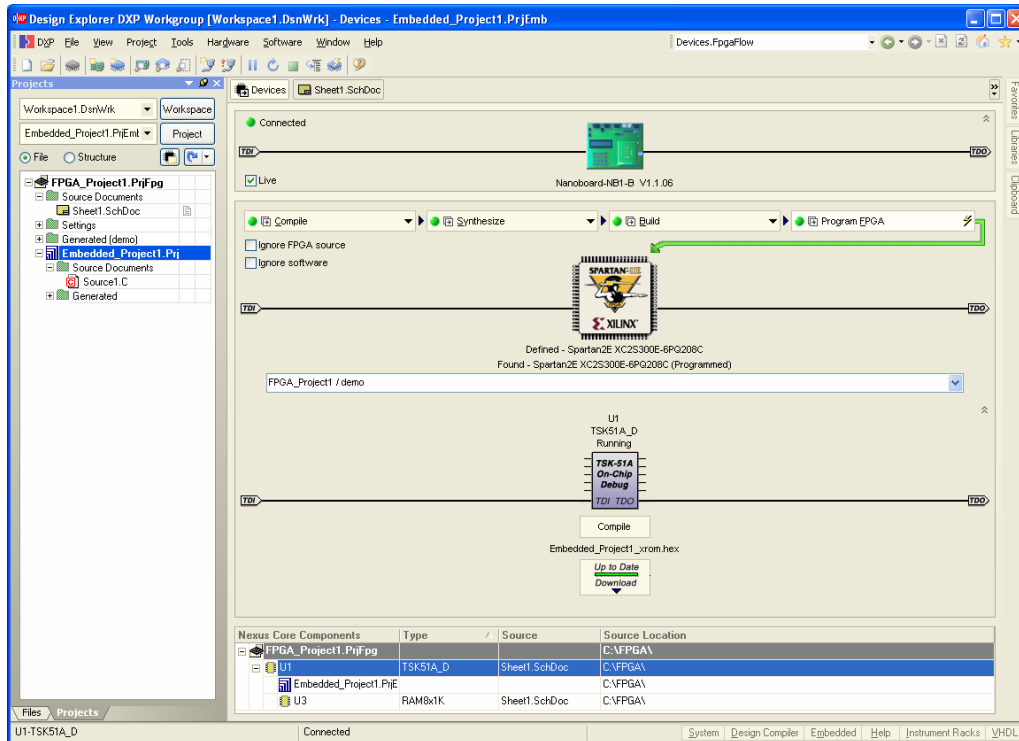 Design Explorer DXP Workgroup [Workspace1.DsnWrk] - Devices - Embedded_Project1.PrjEmb
DXP File View Project Tools Hardware Software Window Help
Devices.FpgaFlow
Projects
Devices Sheet1.SchDoc
Workspace1.DsnWrk Workspace
Embedded_Project1.PrjEml Project
File Structure
FPGA_Project1.PrjFpg
Source Documents
Sheet1.SchDoc
Settings
Generated (demo)
Embedded_Project1.Prj
Source Documents
Source1.C
Generated
Favorites
Libraries
Clipboard
Connected
TDI TDO
Live
Nanoboard-NB1-B V1.1.06
Compile Synthesize Build Program FPGA
Ignore FPGA source
Ignore software
SPARTAN-IIE
XILINX
TDI TDO
Defined - Spartan2E XC2S300E-6PQ208C
Found - Spartan2E XC2S300E-6PQ208C (Programmed)
FPGA_Project1 / demo
U1
TSK51A_D
Running
TSK-51A
On-Chip
Debug
TDI TDO
TDI TDO
Compile
Embedded_Project1_xrom.hex
Up to Date
Download
Nexus Core Components Type Source Source Location
FPGA_Project1.PrjFpg C:\FPGA\
U1 TSK51A_D Sheet1.SchDoc C:\FPGA\
Embedded_Project1.PrjE C:\FPGA\
U3 RAM8x1K Sheet1.SchDoc C:\FPGA\
Files Projects
U1-TSK51A_D Connected System Design Compiler Embedded Help Instrument Racks VHDL